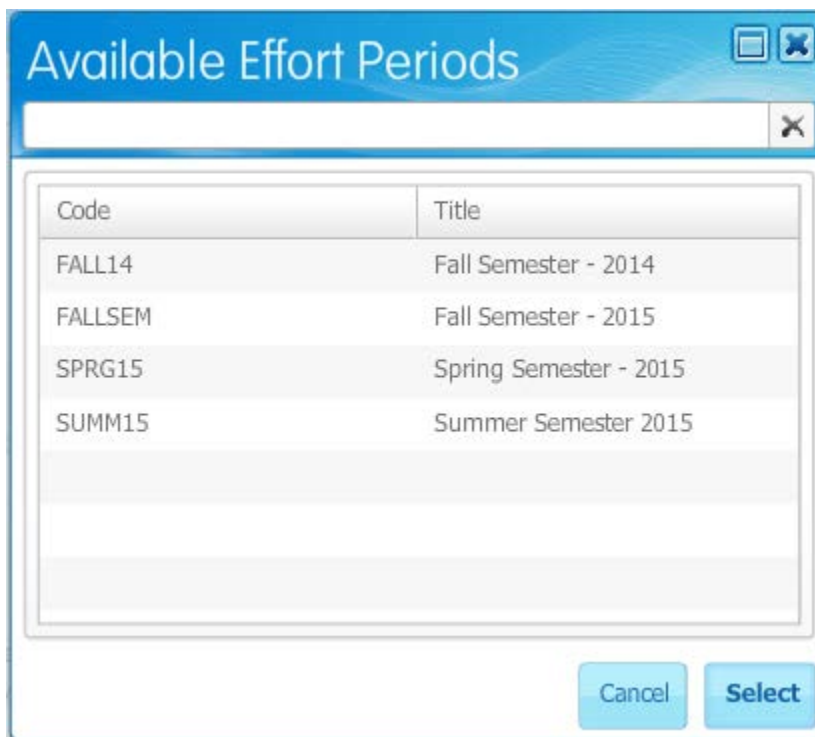 Available Effort Periods
Code Title
FALL14 Fall Semester - 2014
FALLSEM Fall Semester - 2015
SPRG15 Spring Semester - 2015
SUMM15 Summer Semester 2015
Cancel Select